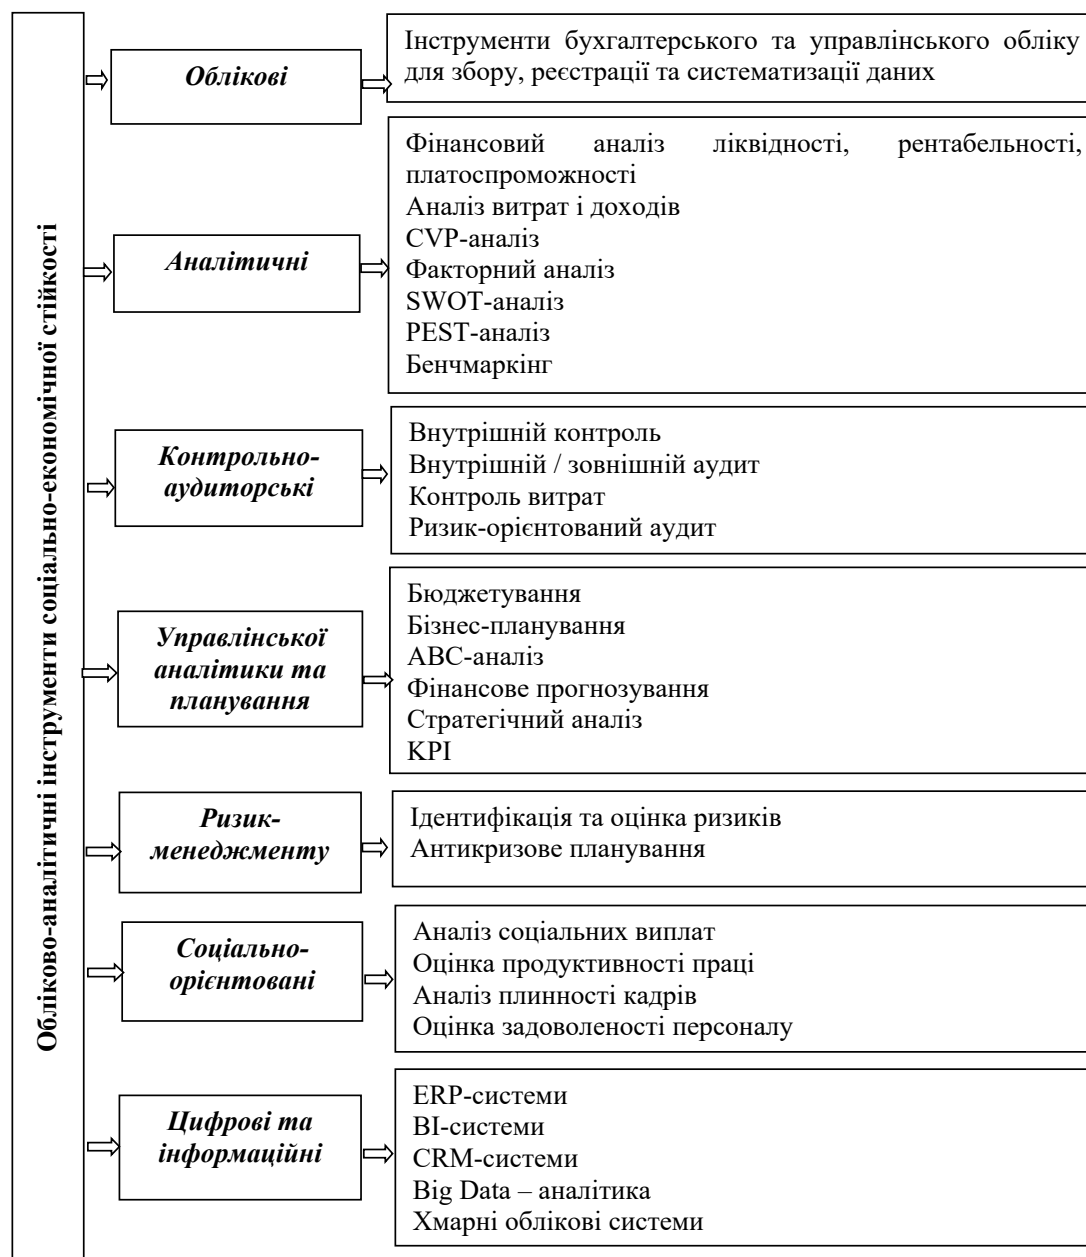 Обліково-аналітичні інструменти соціально-економічної стійкості
Облікові
Інструменти бухгалтерського та управлінського обліку
для збору, реєстрації та систематизації даних
Аналітичні
Фінансовий аналіз ліквідності, рентабельності,
платоспроможності
Аналіз витрат і доходів
CVP-аналіз
Факторний аналіз
SWOT-аналіз
PEST-аналіз
Бенчмаркінг
Контрольно-
аудиторські
Внутрішній контроль
Внутрішній / зовнішній аудит
Контроль витрат
Ризик-орієнтований аудит
Управлінської
аналітики та
планування
Бюджетування
Бізнес-планування
АВС-аналіз
Фінансове прогнозування
Стратегічний аналіз
KPI
Ризик-
менеджменту
Ідентифікація та оцінка ризиків
Антикризове планування
Соціально-
орієнтовані
Аналіз соціальних виплат
Оцінка продуктивності праці
Аналіз плинності кадрів
Оцінка задоволеності персоналу
Цифрові та
інформаційні
ERP-системи
BI-системи
CRM-системи
Big Data – аналітика
Хмарні облікові системи